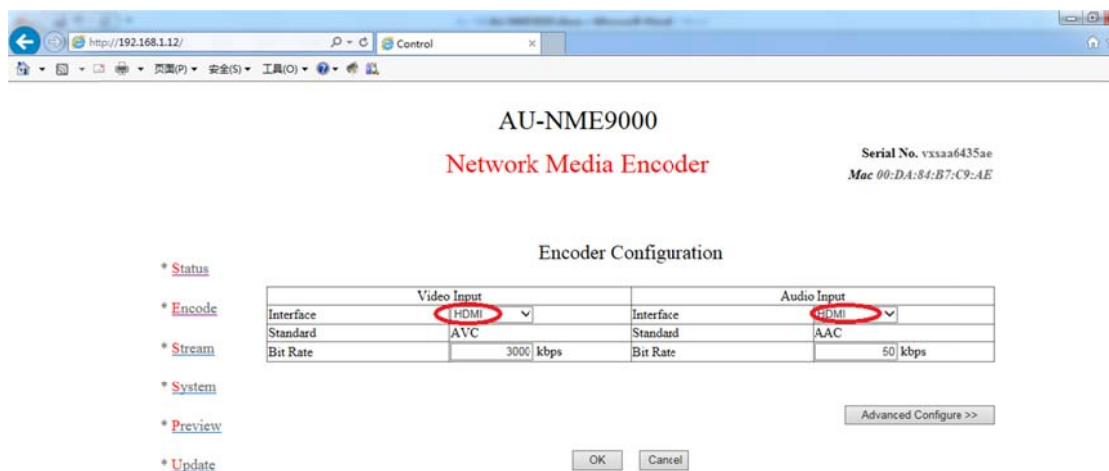 http://192.168.1.12/
Control
页面(P) 安全(S) 工具(O)
AU-NME9000
Network Media Encoder
Serial No. vxsaa6435ae
Mac 00:DA:84:B7:C9:AE
Encoder Configuration
* Status
* Encode
* Stream
* System
* Preview
* Update
Video Input Audio Input
Interface HDMI Interface HDMI
Standard AVC Standard AAC
Bit Rate 3000 kbps Bit Rate 50 kbps
Advanced Configure >>
OK Cancel